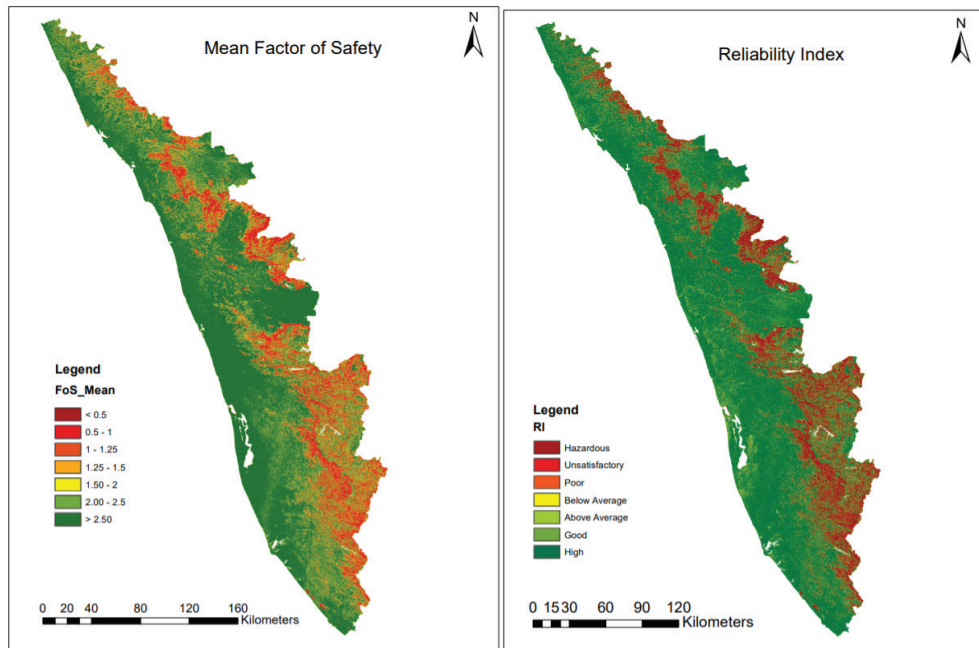 N
Mean Factor of Safety
Legend
FoS_Mean
< 0.5
0.5 - 1
1 - 1.25
1.25 - 1.5
1.50 - 2
2.00 - 2.5
> 2.50
0 20 40 80 120 160
Kilometers
N
Reliability Index
Legend
RI
Hazardous
Unsatisfactory
Poor
Below Average
Above Average
Good
High
0 1530 60 90 120
Kilometers